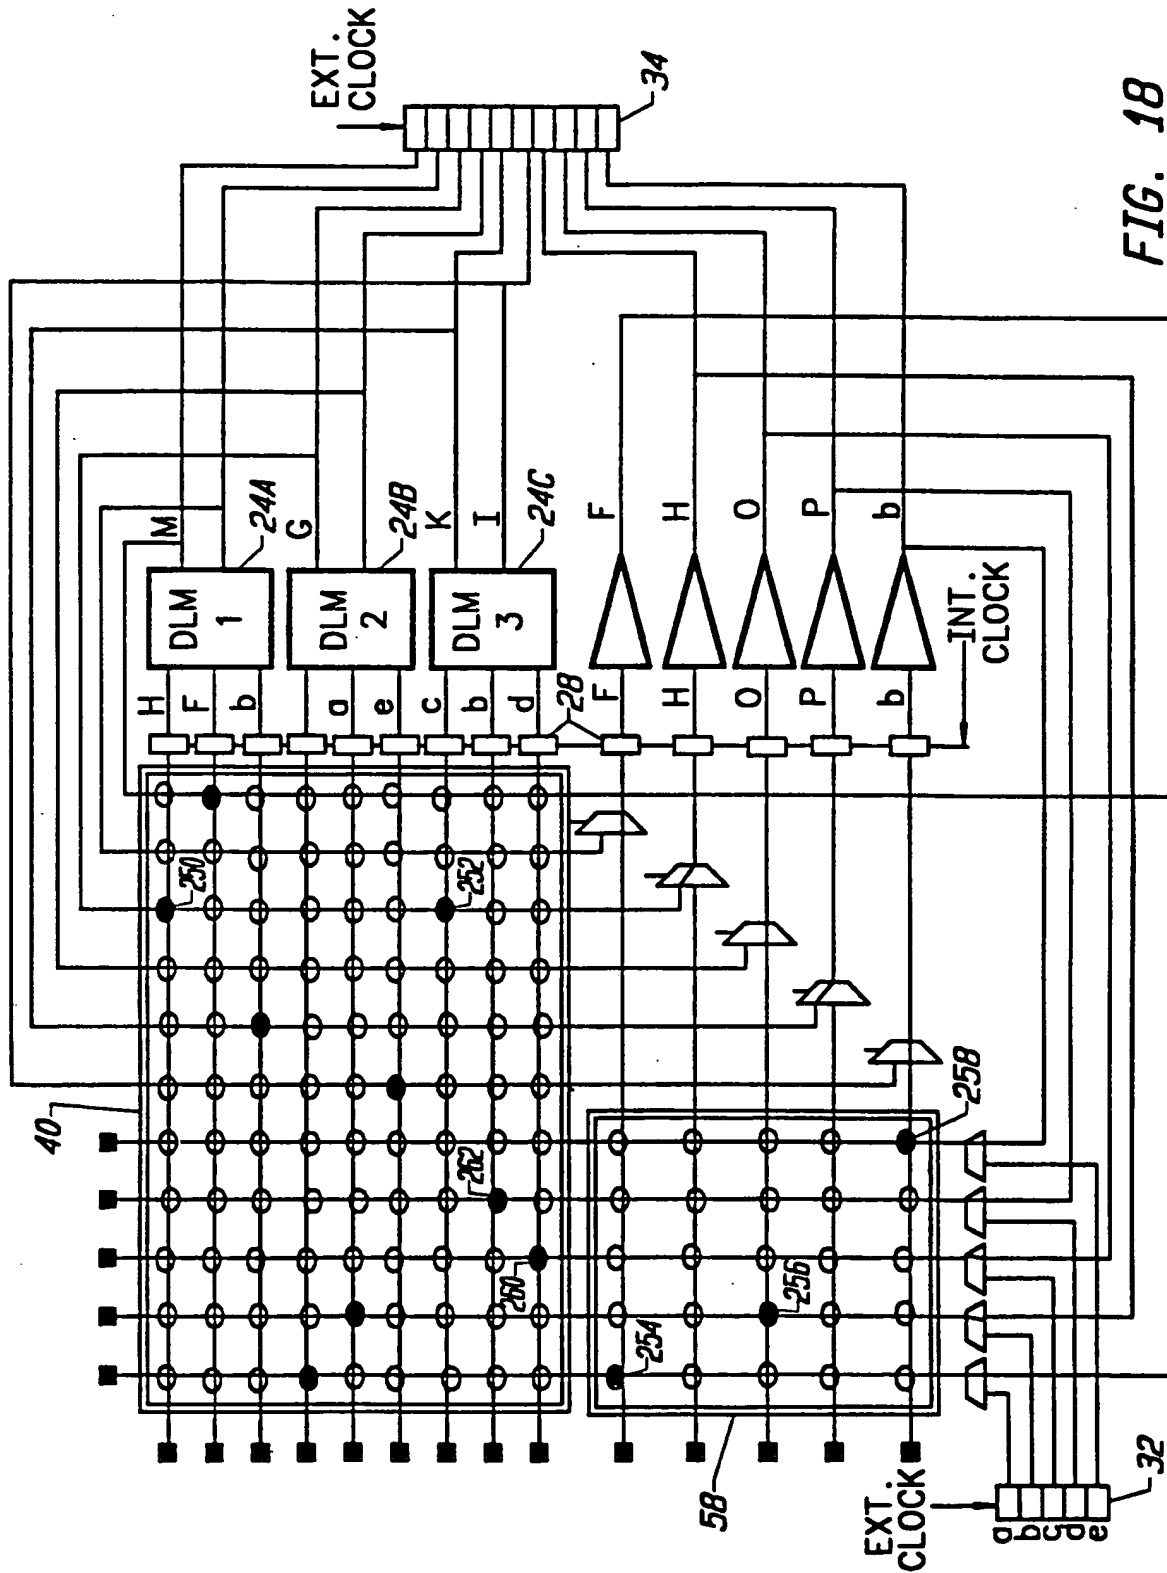 EXT.
CLOCK
34
40
M
24A
G
24B
K
I
24C
DLM
1
DLM
2
DLM
3
H
F
b
a
e
c
b
d
28
250
252
262
260
F
H
O
P
b
F
H
O
P
b
INT.
CLOCK
254
256
258
58
EXT.
CLOCK
a
b
c
d
e
32
FIG. 18